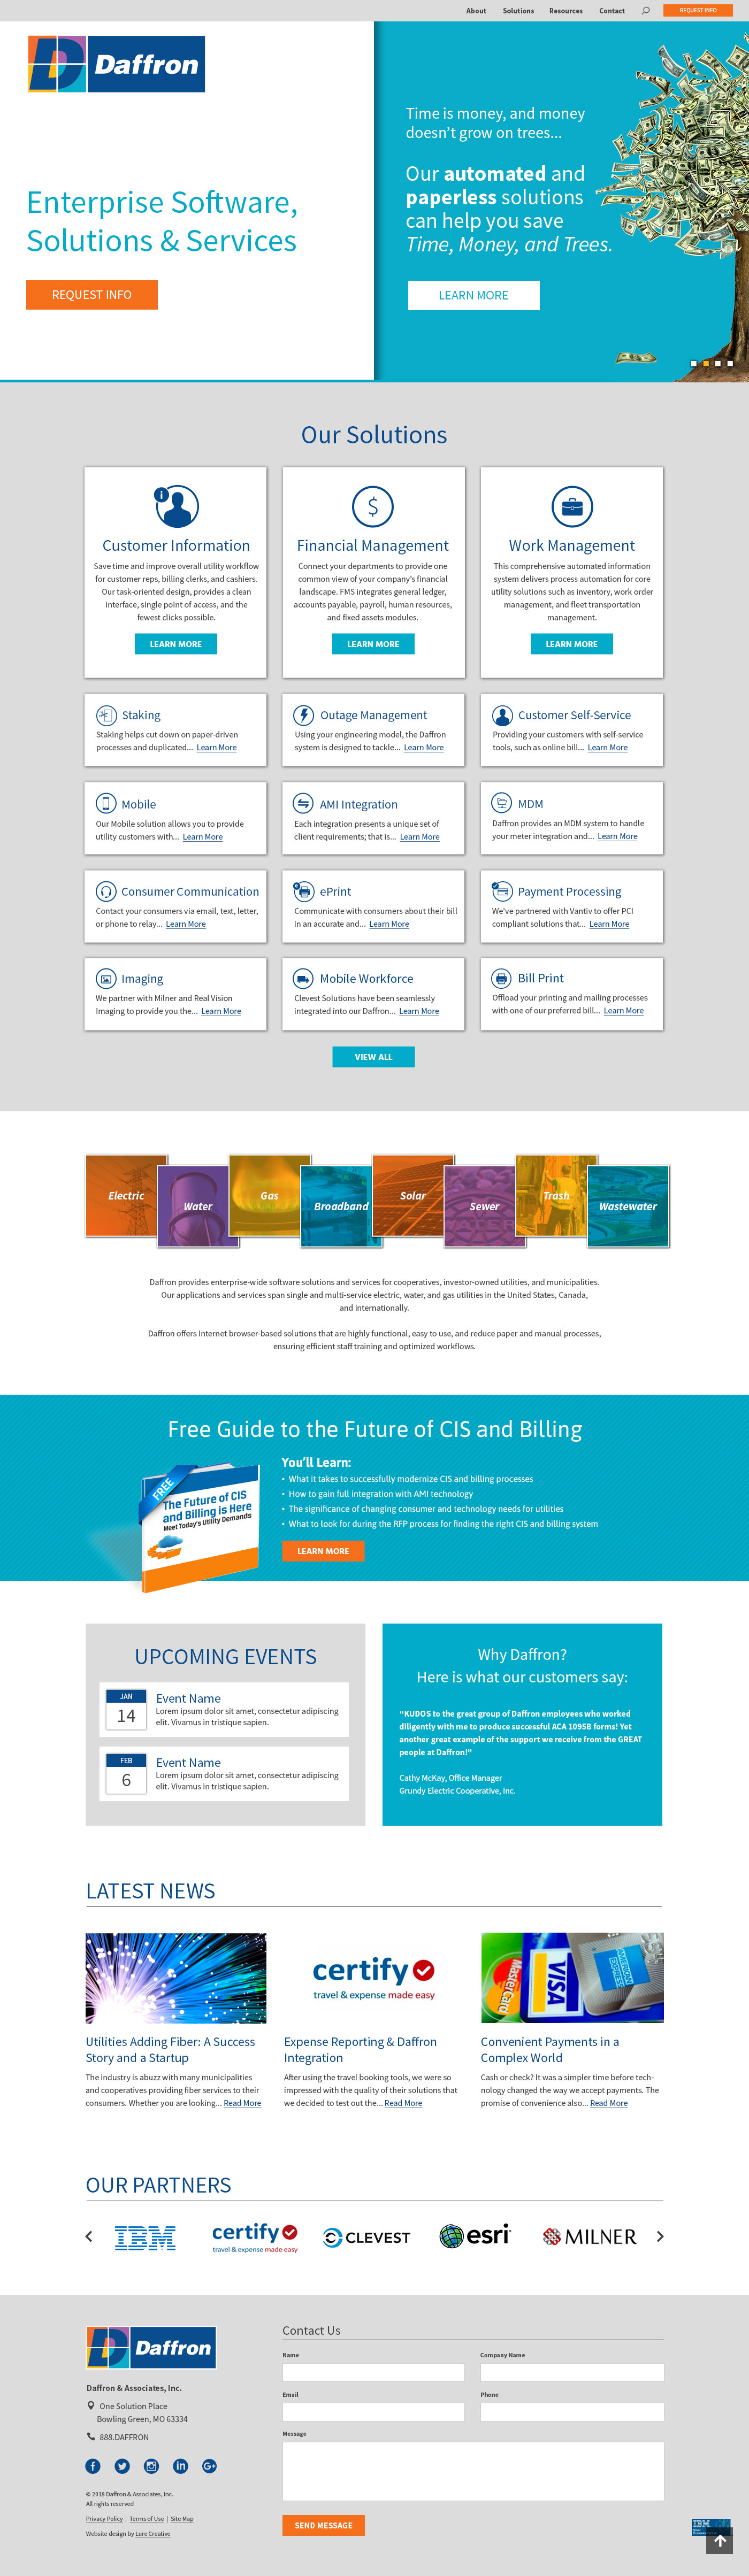 About Solutions Resources Contact REQUEST INFO
Daffron
Enterprise Software,
Solutions & Services
REQUEST INFO
Time is money, and money
doesn't grow on trees...
Our automated and
paperless solutions
can help you save
Time, Money, and Trees.
LEARN MORE
Our Solutions
Customer Information
Save time and improve overall utility workflow
for customer reps, billing clerks, and cashiers.
Our task-oriented design, provides a clean
interface, single point of access, and the
fewest clicks possible.
LEARN MORE
Financial Management
Connect your departments to provide one
common view of your company's financial
landscape. FMS integrates general ledger,
accounts payable, payroll, human resources,
and fixed assets modules.
LEARN MORE
Work Management
This comprehensive automated information
system delivers process automation for core
utility solutions such as inventory, work order
management, and fleet transportation
management.
LEARN MORE
Staking
Staking helps cut down on paper-driven
processes and duplicated... Learn More
Outage Management
Using your engineering model, the Daffron
system is designed to tackle... Learn More
Customer Self-Service
Providing your customers with self-service
tools, such as online bill... Learn More
Mobile
Our Mobile solution allows you to provide
utility customers with... Learn More
AMI Integration
Each integration presents a unique set of
client requirements; that is... Learn More
MDM
Daffron provides an MDM system to handle
your meter integration and... Learn More
Consumer Communication
Contact your consumers via email, text, letter,
or phone to relay... Learn More
ePrint
Communicate with consumers about their bill
in an accurate and... Learn More
Payment Processing
We've partnered with Vantiv to offer PCI
compliant solutions that... Learn More
Imaging
We partner with Milner and Real Vision
Imaging to provide you the... Learn More
Mobile Workforce
Clevest Solutions have been seamlessly
integrated into our Daffron... Learn More
Bill Print
Offload your printing and mailing processes
with one of our preferred bill... Learn More
VIEW ALL
Electric
Water
Gas
Broadband
Solar
Sewer
Trash
Wastewater
Daffron provides enterprise-wide software solutions and services for cooperatives, investor-owned utilities, and municipalities.
Our applications and services span single and multi-service electric, water, and gas utilities in the United States, Canada,
and internationally.
Daffron offers Internet browser-based solutions that are highly functional, easy to use, and reduce paper and manual processes,
ensuring efficient staff training and optimized workflows.
Free Guide to the Future of CIS and Billing
FREE
The Future of CIS
and Billing is Here
Meet Today's Utility Demands
You'll Learn:
• What it takes to successfully modernize CIS and billing processes
• How to gain full integration with AMI technology
• The significance of changing consumer and technology needs for utilities
• What to look for during the RFP process for finding the right CIS and billing system
LEARN MORE
UPCOMING EVENTS
JAN
14
Event Name
Lorem ipsum dolor sit amet, consectetur adipiscing
elit. Vivamus in tristique sapien.
FEB
6
Event Name
Lorem ipsum dolor sit amet, consectetur adipiscing
elit. Vivamus in tristique sapien.
Why Daffron?
Here is what our customers say:
"KUDOS to the great group of Daffron employees who worked
diligently with me to produce successful ACA 1095B forms! Yet
another great example of the support we receive from the GREAT
people at Daffron!"
Cathy McKay, Office Manager
Grundy Electric Cooperative, Inc.
LATEST NEWS
certify
travel & expense made easy
MasterCard
VISA
AMERICAN EXPRESS
Utilities Adding Fiber: A Success
Story and a Startup
The industry is abuzz with many municipalities
and cooperatives providing fiber services to their
consumers. Whether you are looking... Read More
Expense Reporting & Daffron
Integration
After using the travel booking tools, we were so
impressed with the quality of their solutions that
we decided to test out the... Read More
Convenient Payments in a
Complex World
Cash or check? It was a simpler time before tech-
nology changed the way we accept payments. The
promise of convenience also... Read More
OUR PARTNERS
IBM
certify
travel & expense made easy
CLEVEST
esri
MILNER
Daffron
Daffron & Associates, Inc.
One Solution Place
Bowling Green, MO 63334
888.DAFFRON
© 2018 Daffron & Associates, Inc.
All rights reserved
Privacy Policy | Terms of Use | Site Map
Website design by Lure Creative
Contact Us
Name
Company Name
Email
Phone
Message
SEND MESSAGE
IBM